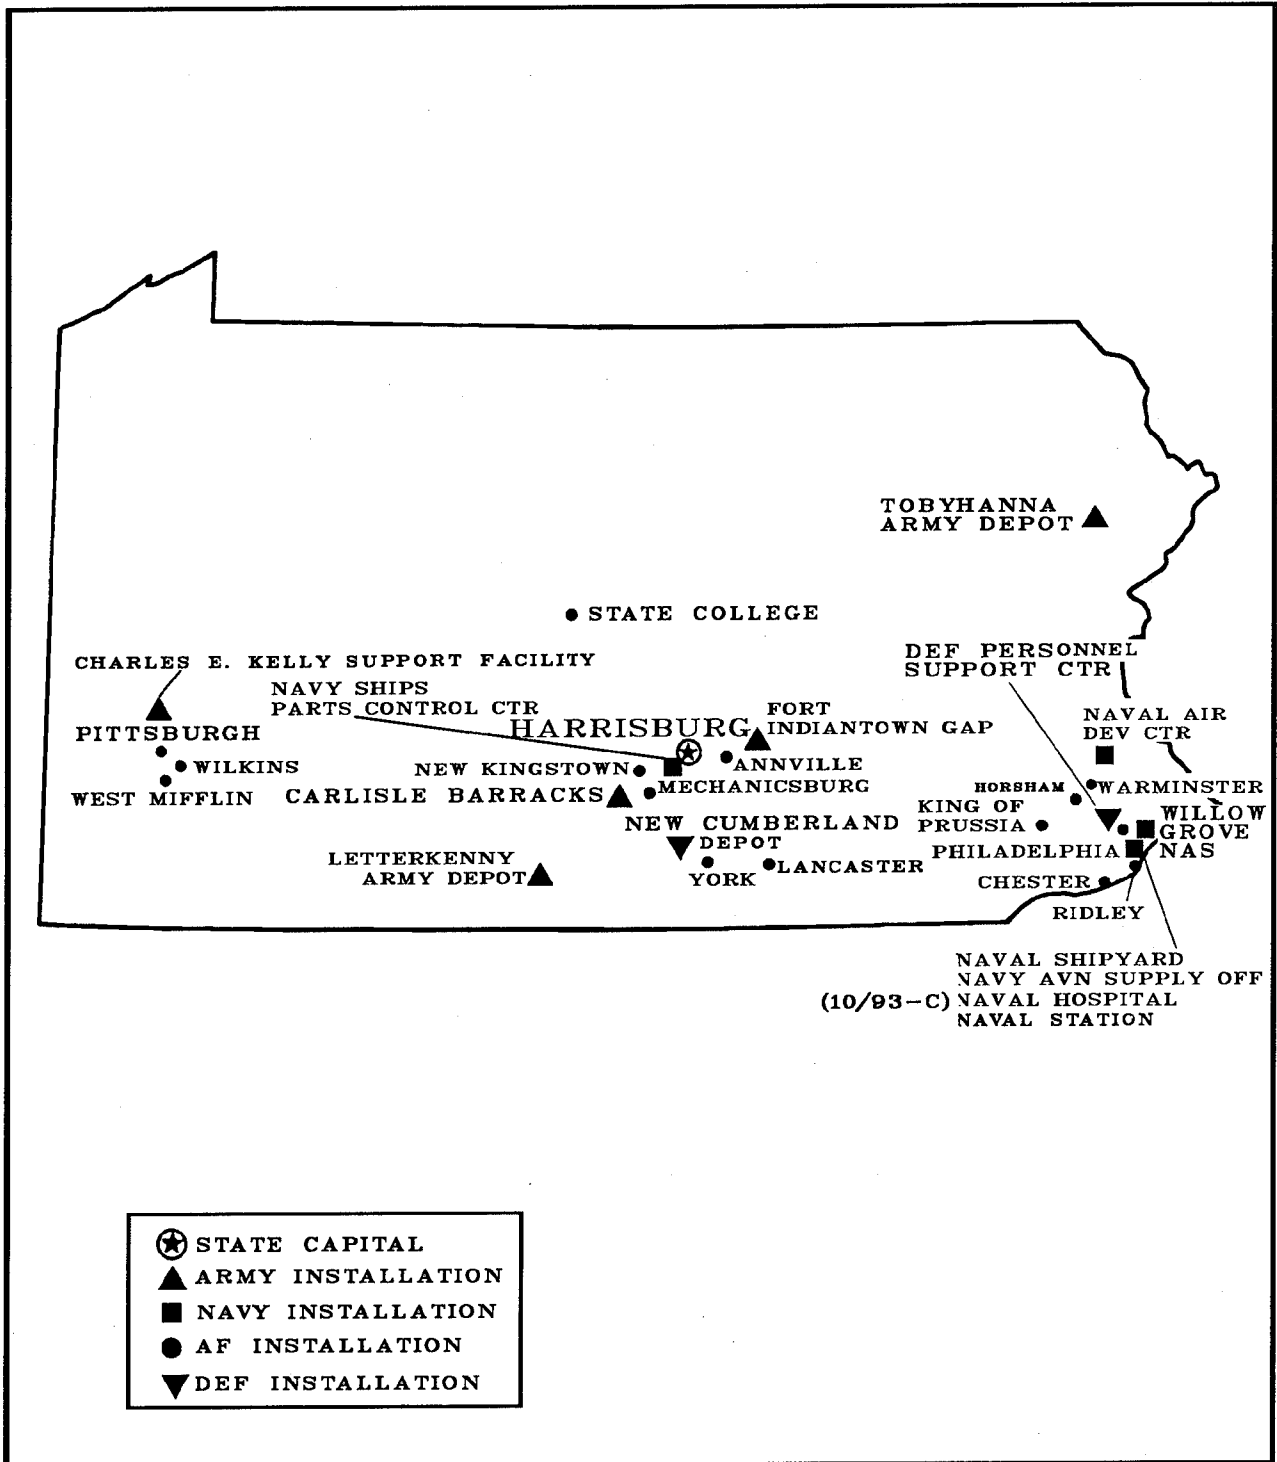 TOBYHANNA
ARMY DEPOT
STATE COLLEGE
DEF PERSONNEL
SUPPORT CTR
CHARLES E. KELLY SUPPORT FACILITY
NAVY SHIPS
PARTS CONTROL CTR
HARRISBURG
FORT
INDIANTOWN GAP
NAVAL AIR
DEV CTR
PITTSBURGH
WILKINS
WEST MIFFLIN
NEW KINGSTOWN
ANNVILLE
MECHANICSBURG
CARLISLE BARRACKS
HORSHAM
WARMINSTER
KING OF
PRUSSIA
WILLOW
GROVE
NAS
NEW CUMBERLAND
DEPOT
PHILADELPHIA
LETTERKENNY
ARMY DEPOT
YORK
LANCASTER
CHESTER
RIDLEY
NAVAL SHIPYARD
NAVY AVN SUPPLY OFF
(10/93-C) NAVAL HOSPITAL
NAVAL STATION
STATE CAPITAL
ARMY INSTALLATION
NAVY INSTALLATION
AF INSTALLATION
DEF INSTALLATION